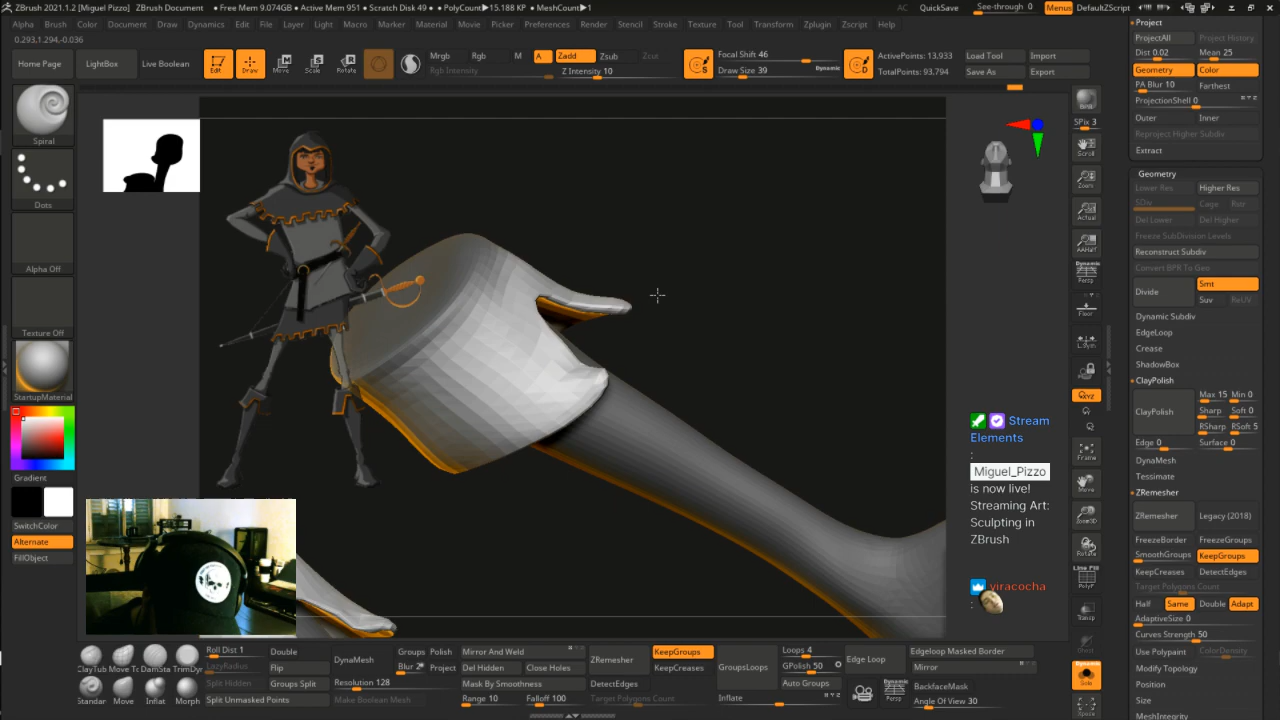 ZBrush 2021.1.2 [Miguel Pizzo]   ZBrush Document   • Free Mem 9.074GB • Active Mem 951 • Scratch Disk 49 • PolyCount▶15.188 KP • MeshCount▶1
AC QuickSave See-through 0 Menus DefaultZScript
Alpha Brush Color Document Draw Dynamics Edit File Layer Light Macro Marker Material Movie Picker Preferences Render Stencil Stroke Texture Tool Transform Zplugin Zscript Help
0.293,1.294,-0.036
Home Page LightBox Live Boolean
Edit Draw Move Scale Rotate
Mrgb Rgb M A Zadd Zsub Zcut
Rgb Intensity Z Intensity 10
Focal Shift 46
Draw Size 39 Dynamic
ActivePoints: 13,933
TotalPoints: 93,794
Load Tool Import
Save As Export
Spiral
Dots
Alpha Off
Texture Off
StartupMaterial
Gradient
SwitchColor
Alternate
FillObject
Stream
Elements
:
Miguel_Pizzo
is now live!
Streaming Art:
Sculpting in
ZBrush
viracocha
:
BPR
SPix 3
Scroll
Zoom
Actual
AAHalf
Dynamic
Persp
Floor
L.Sym
Qxyz
Frame
Move
Zoom3D
Rotate
Line Fill
PolyF
Transp
Ghost
Dynamic
Solo
Xpose
Project
ProjectAll Project History
Dist 0.02 Mean 25
Geometry Color
PA Blur 10 Farthest
ProjectionShell 0
Outer Inner
Reproject Higher Subdiv
Extract
Geometry
Lower Res Higher Res
SDiv Cage Rstr
Del Lower Del Higher
Freeze SubDivision Levels
Reconstruct Subdiv
Convert BPR To Geo
Divide Smt
Suv ReUV
Dynamic Subdiv
EdgeLoop
Crease
ShadowBox
ClayPolish
ClayPolish Max 15 Min 0
Sharp Soft 0
RSharp RSoft 5
Edge 0 Surface 0
DynaMesh
Tessimate
ZRemesher
ZRemesher Legacy (2018)
FreezeBorder FreezeGroups
SmoothGroups KeepGroups
KeepCreases DetectEdges
Target Polygons Count
Half Same Double Adapt
AdaptiveSize 0
Curves Strength 50
Use Polypaint ColorDensity
Modify Topology
Position
Size
MeshIntegrity
ClayTub Move Tc DamSta TrimDyr
Standar Move Inflat Morph
Roll Dist 1 Double
LazyRadius Flip
Split Hidden Groups Split
Split Unmasked Points
DynaMesh Groups Polish
Blur 2 Project
Resolution 128
Make Boolean Mesh
Mirror And Weld
Del Hidden Close Holes
Mask By Smoothness
Range 10 Falloff 100
ZRemesher KeepGroups
KeepCreases
DetectEdges
Target Polygons Count
GroupsLoops Loops 4
GPolish 50
Auto Groups
Inflate
Edge Loop Edgeloop Masked Border
Mirror
Dynamic
Persp
BackfaceMask
Angle Of View 30